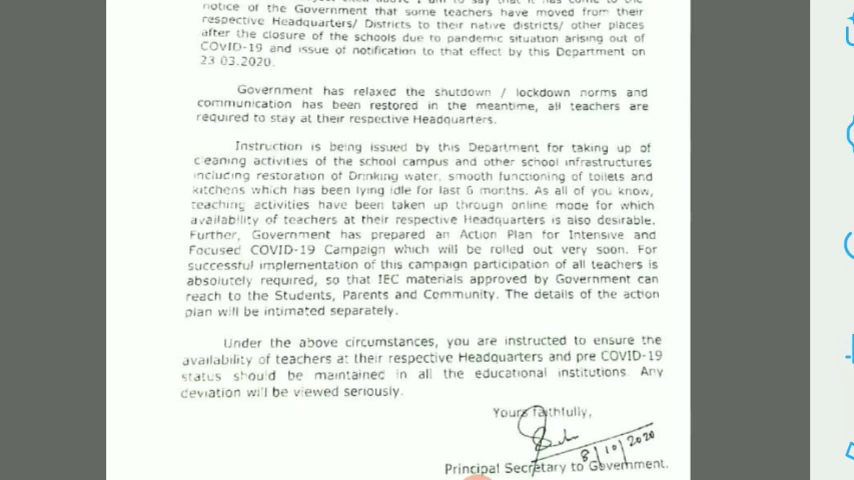 notice of the Government that some teachers have moved from their
respective Headquarters/ Districts to their native districts/ other places
after the closure of the schools due to pandemic situation arising out of
COVID-19 and issue of notification to that effect by this Department on
23 03.2020.
Government has relaxed the shutdown / lockdown norms and
communication has been restored in the meantime, all teachers are
required to stay at their respective Headquarters.
Instruction is being issued by this Department for taking up of
cleaning activities of the school campus and other school infrastructures
including restoration of Drinking water, smooth functioning of toilets and
kitchens which has been lying idle for last 6 months. As all of you know,
teaching activities have been taken up through online mode for which
availability of teachers at their respective Headquarters is also desirable.
Further, Government has prepared an Action Plan for Intensive and
Focused COVID-19 Campaign which will be rolled out very soon. For
successful implementation of this campaign participation of all teachers is
absolutely required, so that IEC materials approved by Government can
reach to the Students, Parents and Community. The details of the action
plan will be intimated separately.
Under the above circumstances, you are instructed to ensure the
availability of teachers at their respective Headquarters and pre COVID-19
status should be maintained in all the educational institutions. Any
deviation will be viewed seriously.
Yours faithfully,
8/10/2020
Principal Secretary to Government.